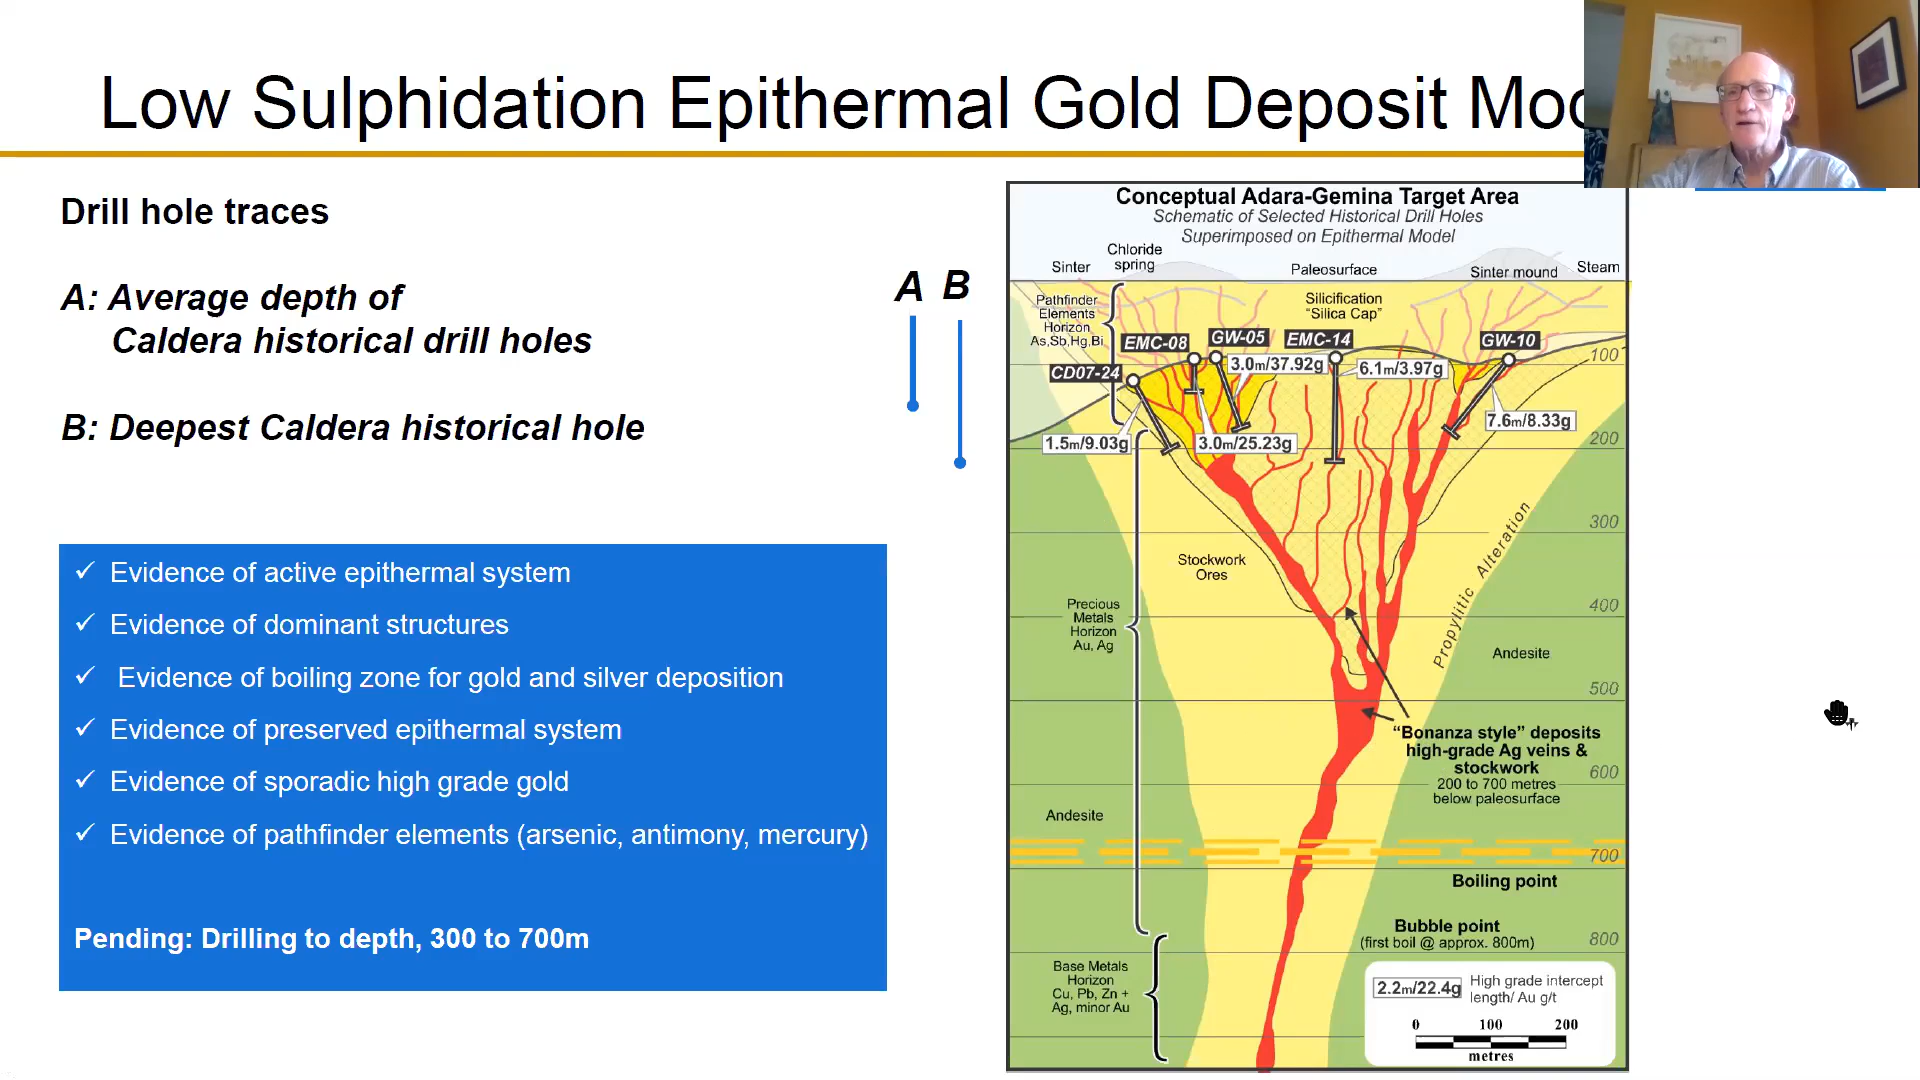 Low Sulphidation Epithermal Gold Deposit
Drill hole traces
A: Average depth of
Caldera historical drill holes
B: Deepest Caldera historical hole
A B
✓ Evidence of active epithermal system
✓ Evidence of dominant structures
✓ Evidence of boiling zone for gold and silver deposition
✓ Evidence of preserved epithermal system
✓ Evidence of sporadic high grade gold
✓ Evidence of pathfinder elements (arsenic, antimony, mercury)
Pending: Drilling to depth, 300 to 700m
Conceptual Adara-Gemina Target Area
Schematic of Selected Historical Drill Holes
Superimposed on Epithermal Model
Sinter
Chloride
spring
Paleosurface
Sinter mound
Steam
Pathfinder
Elements
Horizon
As,Sb,Hg,Bi
Silicification
“Silica Cap”
EMC-08
GW-05
EMC-14
GW-10
CD07-24
3.0m/37.92g
6.1m/3.97g
7.6m/8.33g
1.5m/9.03g
3.0m/25.23g
100
200
300
400
500
600
700
800
Stockwork
Ores
Propylitic Alteration
Precious
Metals
Horizon
Au, Ag
Andesite
“Bonanza style” deposits
high-grade Ag veins &
stockwork
200 to 700 metres
below paleosurface
Andesite
Boiling point
Bubble point
(first boil @ approx. 800m)
Base Metals
Horizon
Cu, Pb, Zn +
Ag, minor Au
2.2m/22.4g
High grade intercept
length/ Au g/t
0 100 200
metres